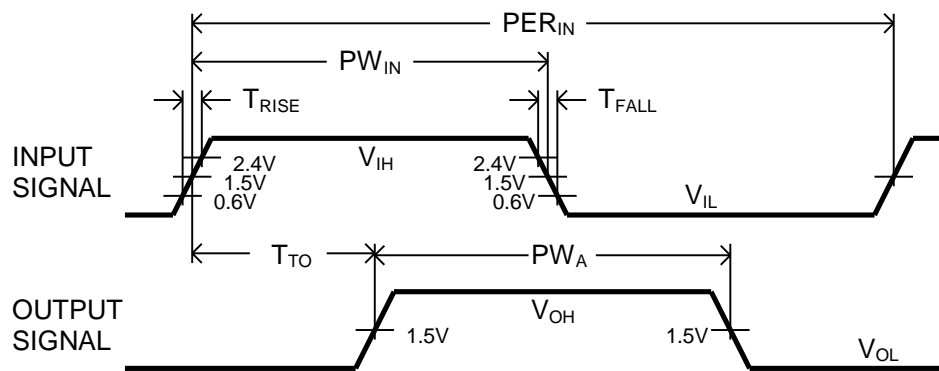 PER_IN
PW_IN
T_RISE
T_FALL
INPUT
SIGNAL
2.4V
1.5V
0.6V
V_IH
2.4V
1.5V
0.6V
V_IL
T_TO
PW_A
OUTPUT
SIGNAL
1.5V
V_OH
1.5V
V_OL